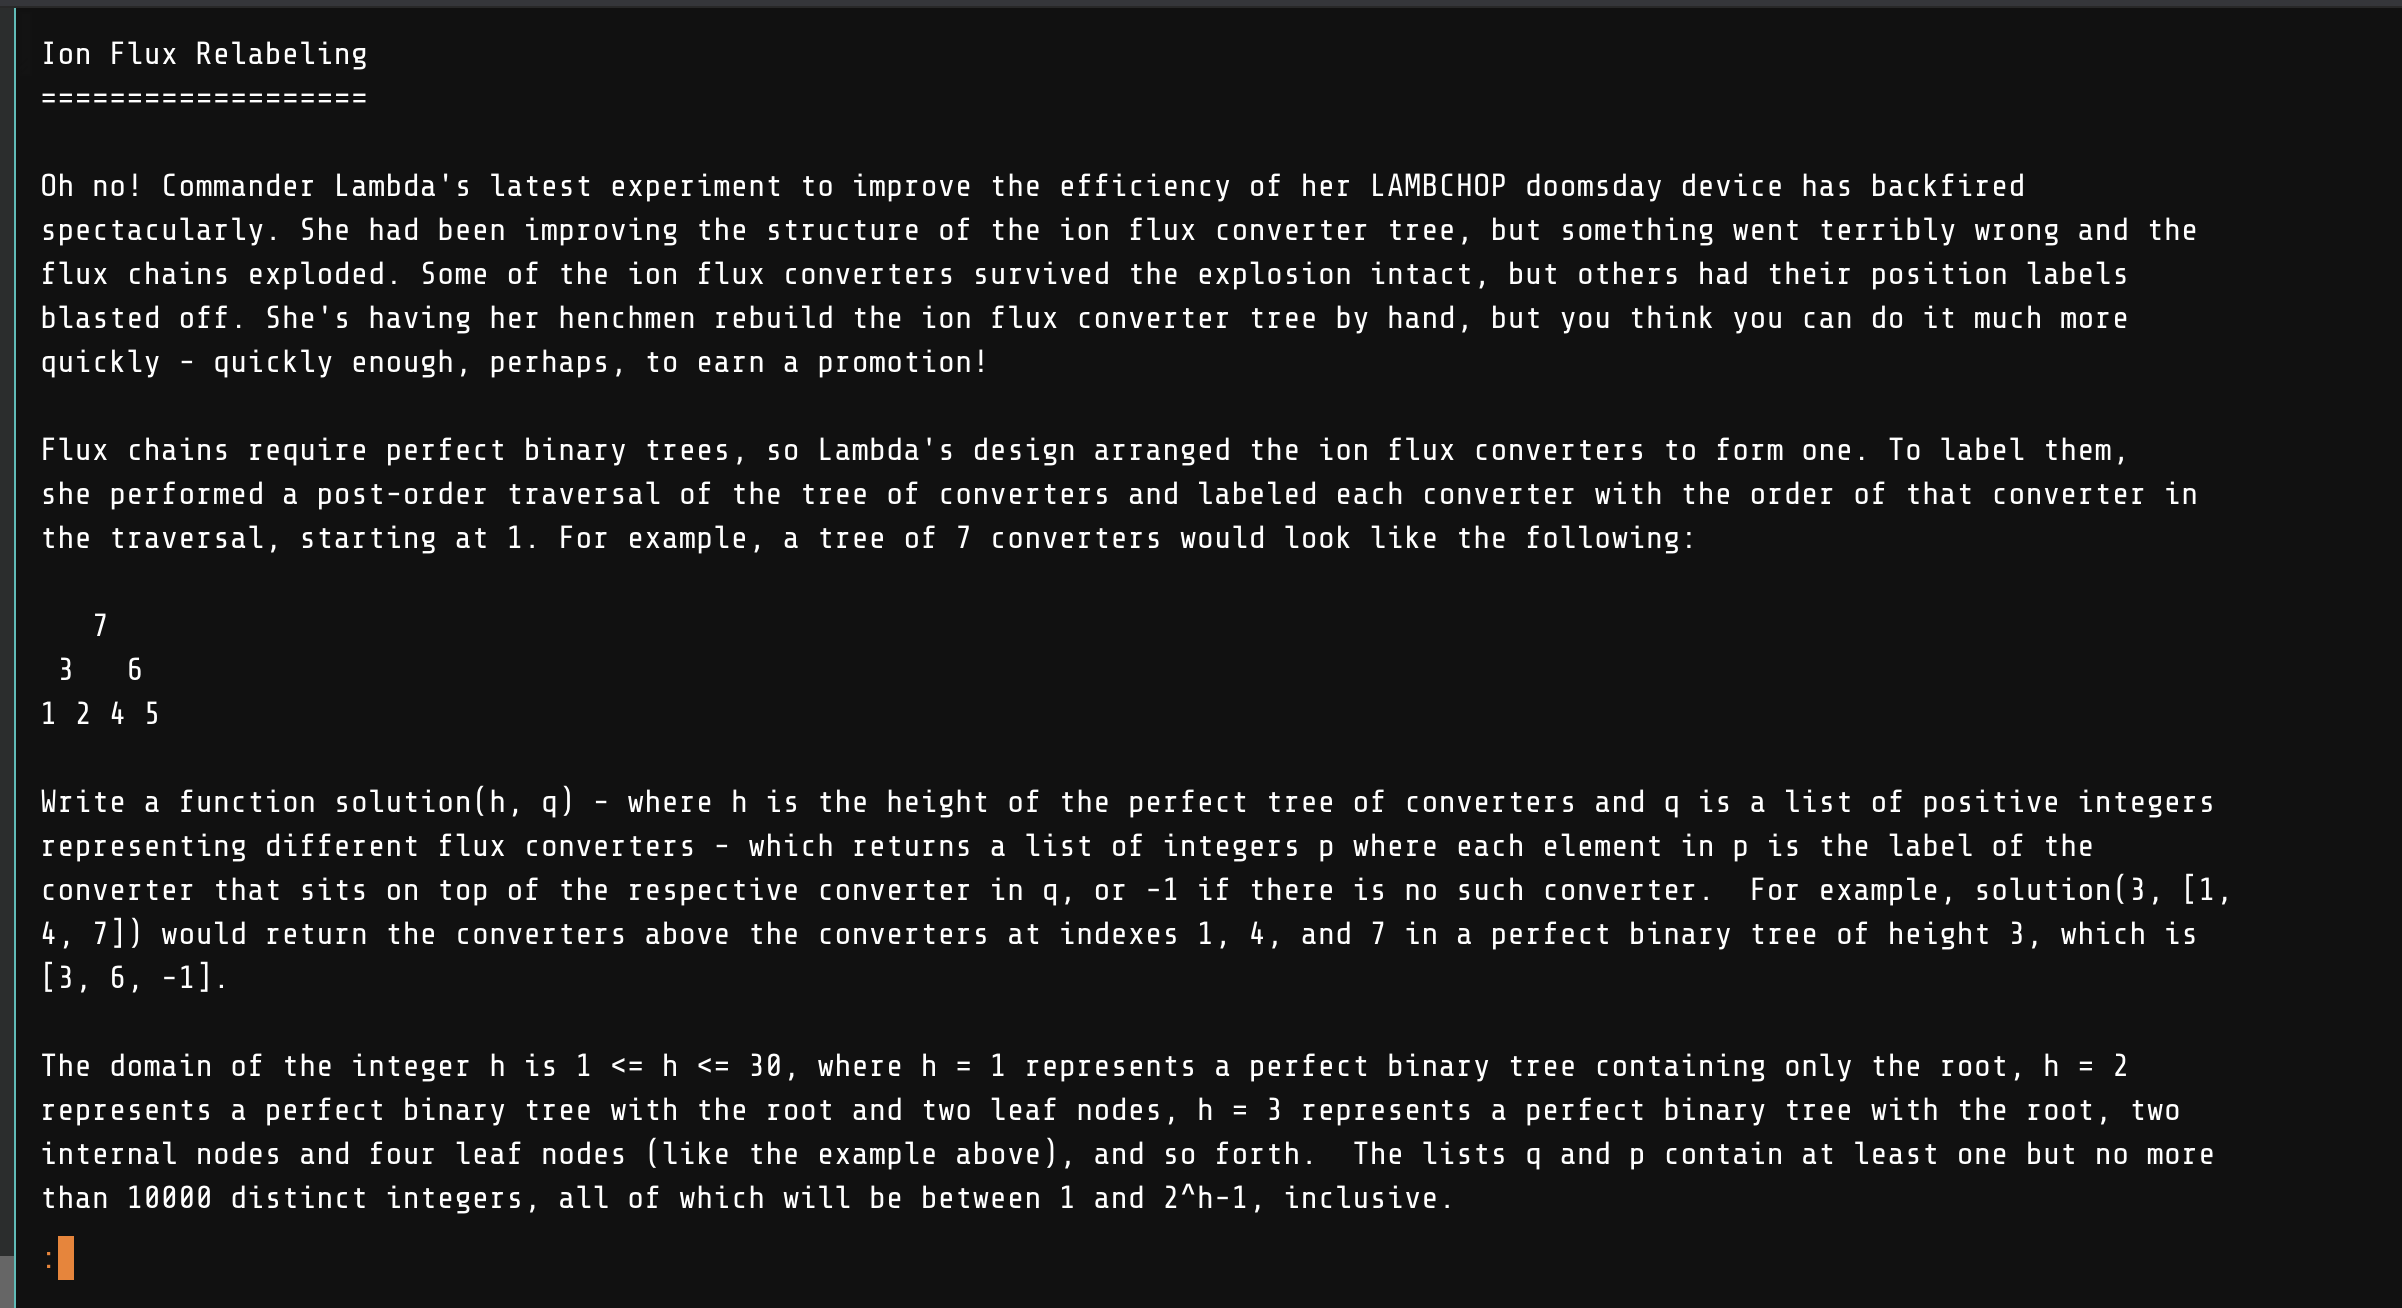 Ion Flux Relabeling
===================
Oh no! Commander Lambda's latest experiment to improve the efficiency of her LAMBCHOP doomsday device has backfired
spectacularly. She had been improving the structure of the ion flux converter tree, but something went terribly wrong and the
flux chains exploded. Some of the ion flux converters survived the explosion intact, but others had their position labels
blasted off. She's having her henchmen rebuild the ion flux converter tree by hand, but you think you can do it much more
quickly - quickly enough, perhaps, to earn a promotion!
Flux chains require perfect binary trees, so Lambda's design arranged the ion flux converters to form one. To label them,
she performed a post-order traversal of the tree of converters and labeled each converter with the order of that converter in
the traversal, starting at 1. For example, a tree of 7 converters would look like the following:
   7
 3   6
1 2 4 5
Write a function solution(h, q) - where h is the height of the perfect tree of converters and q is a list of positive integers
representing different flux converters - which returns a list of integers p where each element in p is the label of the
converter that sits on top of the respective converter in q, or -1 if there is no such converter.  For example, solution(3, [1,
4, 7]) would return the converters above the converters at indexes 1, 4, and 7 in a perfect binary tree of height 3, which is
[3, 6, -1].
The domain of the integer h is 1 <= h <= 30, where h = 1 represents a perfect binary tree containing only the root, h = 2
represents a perfect binary tree with the root and two leaf nodes, h = 3 represents a perfect binary tree with the root, two
internal nodes and four leaf nodes (like the example above), and so forth.  The lists q and p contain at least one but no more
than 10000 distinct integers, all of which will be between 1 and 2^h-1, inclusive.
: